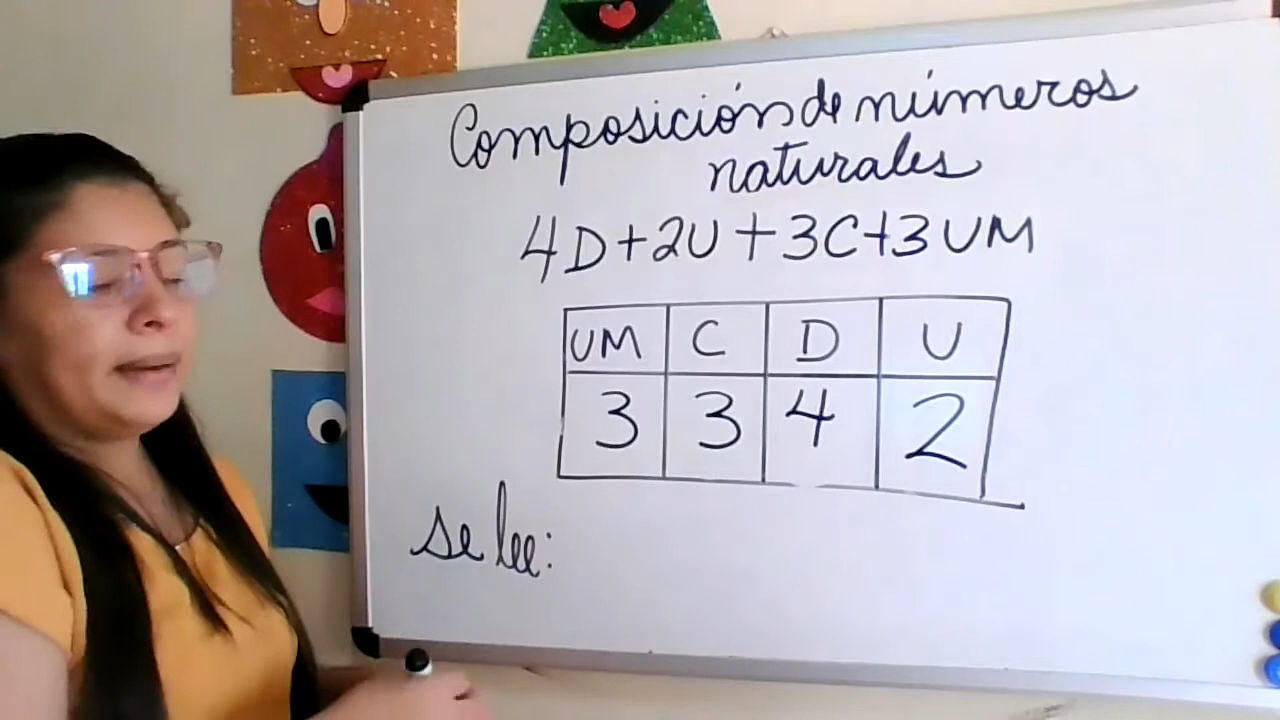 Composición de números
naturales
4D+2U+3C+3UM
UM C D U
3 3 4 2
se lee: